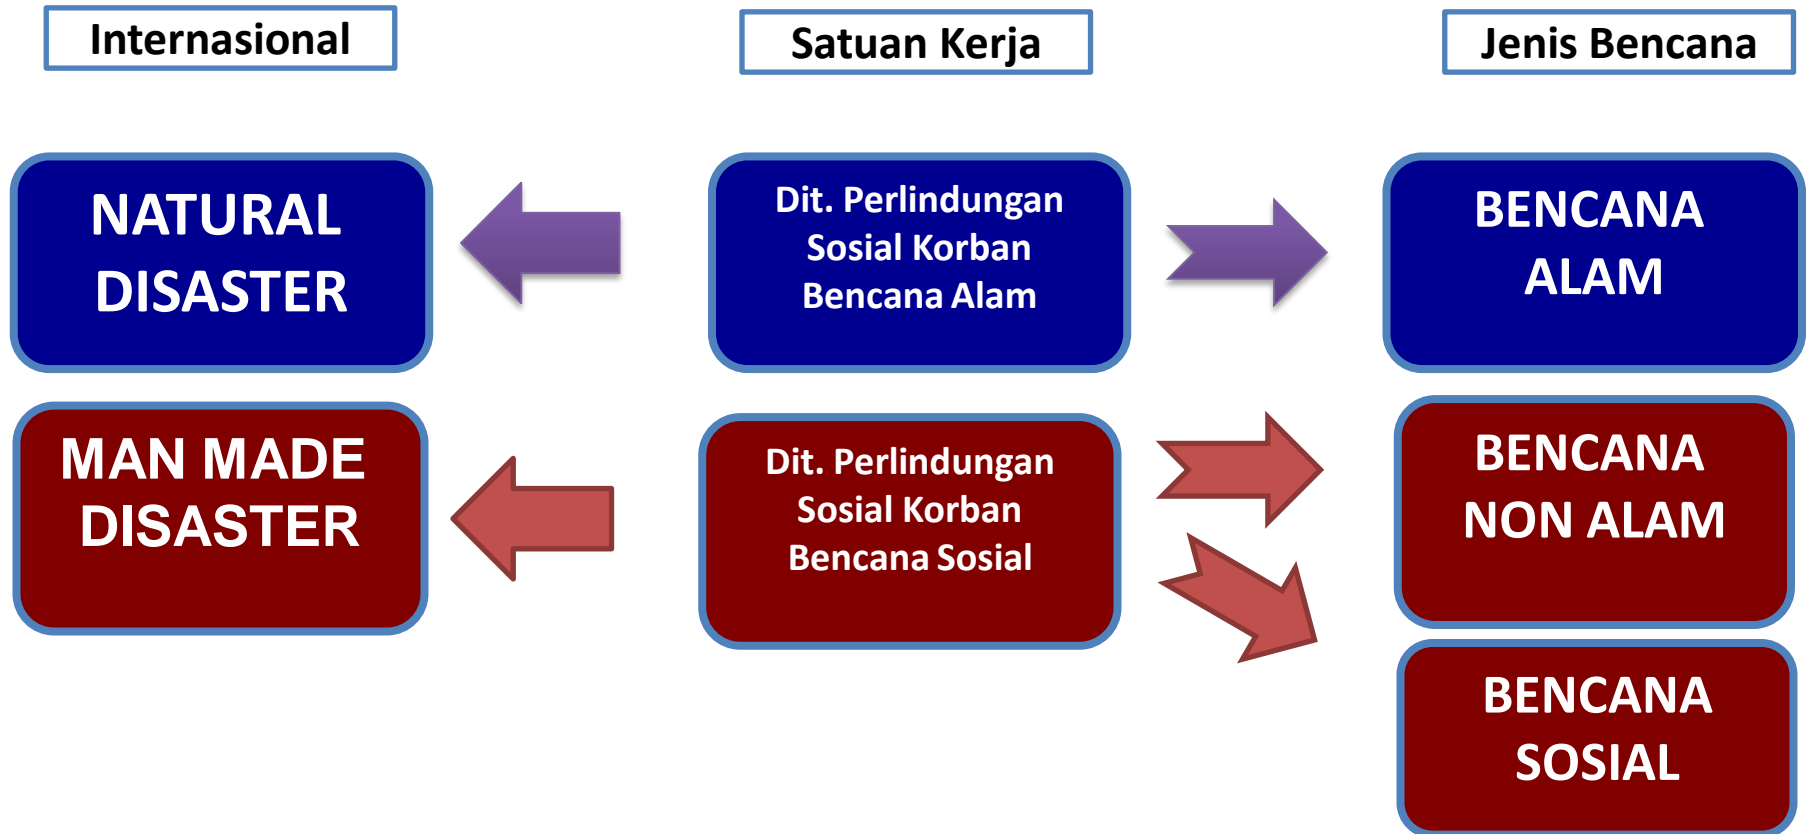 Internasional
Satuan Kerja
Jenis Bencana
NATURAL
DISASTER
Dit. Perlindungan
Sosial Korban
Bencana Alam
BENCANA
ALAM
MAN MADE
DISASTER
Dit. Perlindungan
Sosial Korban
Bencana Sosial
BENCANA
NON ALAM
BENCANA
SOSIAL